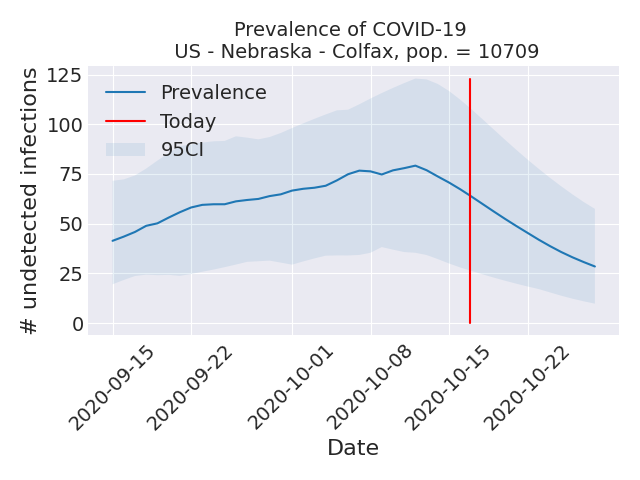 Prevalence of COVID-19
US - Nebraska - Colfax, pop. = 10709
# undetected infections
125
100
75
50
25
0
Prevalence
Today
95CI
2020-09-15
2020-09-22
2020-10-01
2020-10-08
2020-10-15
2020-10-22
Date